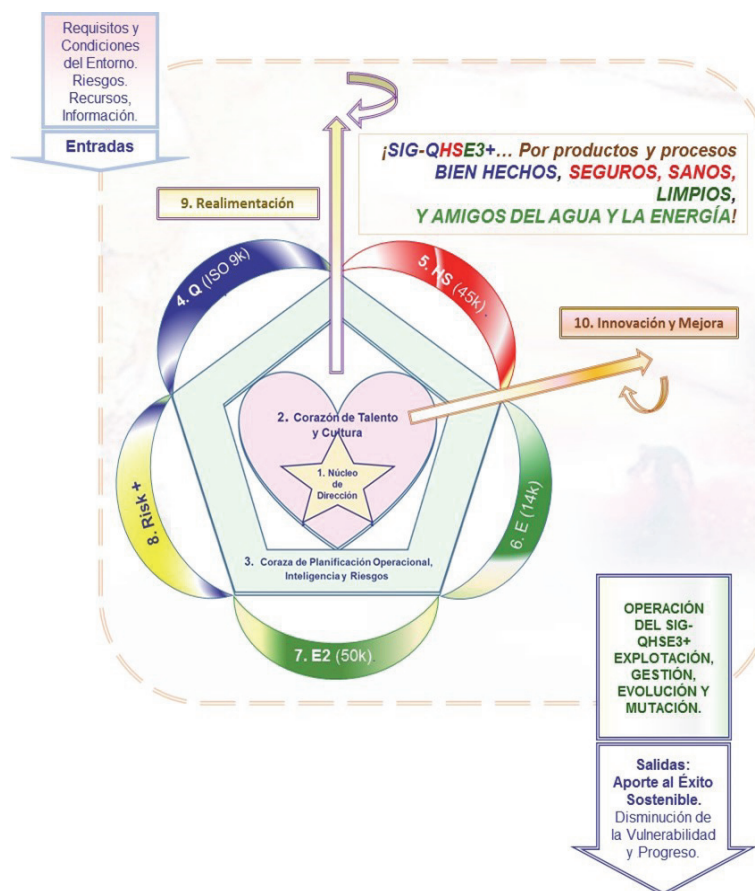 Requisitos y
Condiciones
del Entorno.
Riesgos.
Recursos,
Información.
Entradas
¡SIG-QHSE3+... Por productos y procesos
BIEN HECHOS, SEGUROS, SANOS,
LIMPIOS,
Y AMIGOS DEL AGUA Y LA ENERGÍA!
9. Realimentación
4. Q (ISO 9k)
5. HS (45k).
10. Innovación y Mejora
2. Corazón de Talento
y Cultura
1. Núcleo
de
Dirección
8. Risk +
6. E (14k)
3. Coraza de Planificación Operacional,
Inteligencia y Riesgos
7. E2 (50k).
OPERACIÓN
DEL SIG-
QHSE3+
EXPLOTACIÓN,
GESTIÓN,
EVOLUCIÓN Y
MUTACIÓN.
Salidas:
Aporte al Éxito
Sostenible.
Disminución de
la Vulnerabilidad
y Progreso.